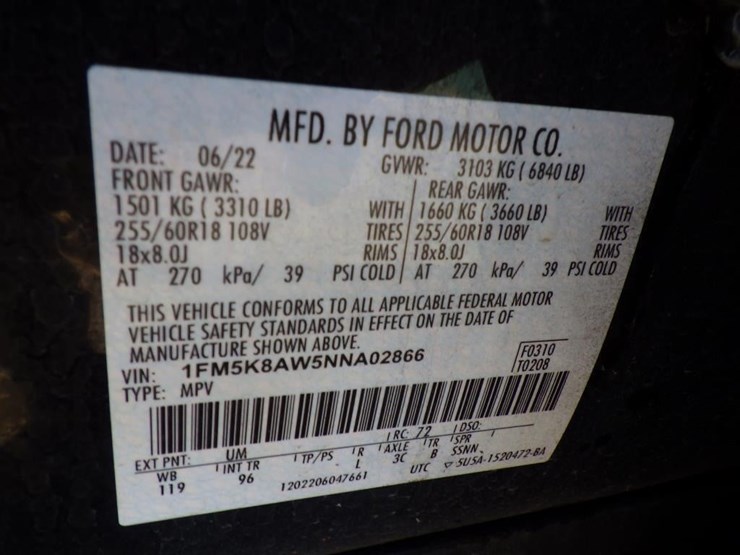 MFD. BY FORD MOTOR CO.
DATE: 06/22 GVWR: 3103 KG ( 6840 LB)
FRONT GAWR: REAR GAWR:
1501 KG ( 3310 LB) WITH 1660 KG ( 3660 LB) WITH
255/60R18 108V TIRES 255/60R18 108V TIRES
18x8.0J RIMS 18x8.0J RIMS
AT 270 kPa/ 39 PSI COLD AT 270 kPa/ 39 PSI COLD
THIS VEHICLE CONFORMS TO ALL APPLICABLE FEDERAL MOTOR
VEHICLE SAFETY STANDARDS IN EFFECT ON THE DATE OF
MANUFACTURE SHOWN ABOVE.
VIN: 1FM5K8AW5NNA02866 F0310
TYPE: MPV T0208
EXT PNT: UM RC: 72 DSO:
WB INT TR TP/PS R AXLE TR SPR
119 96 L 3C B SSNN
1202206047661 UTC 5USA-1520472-BA